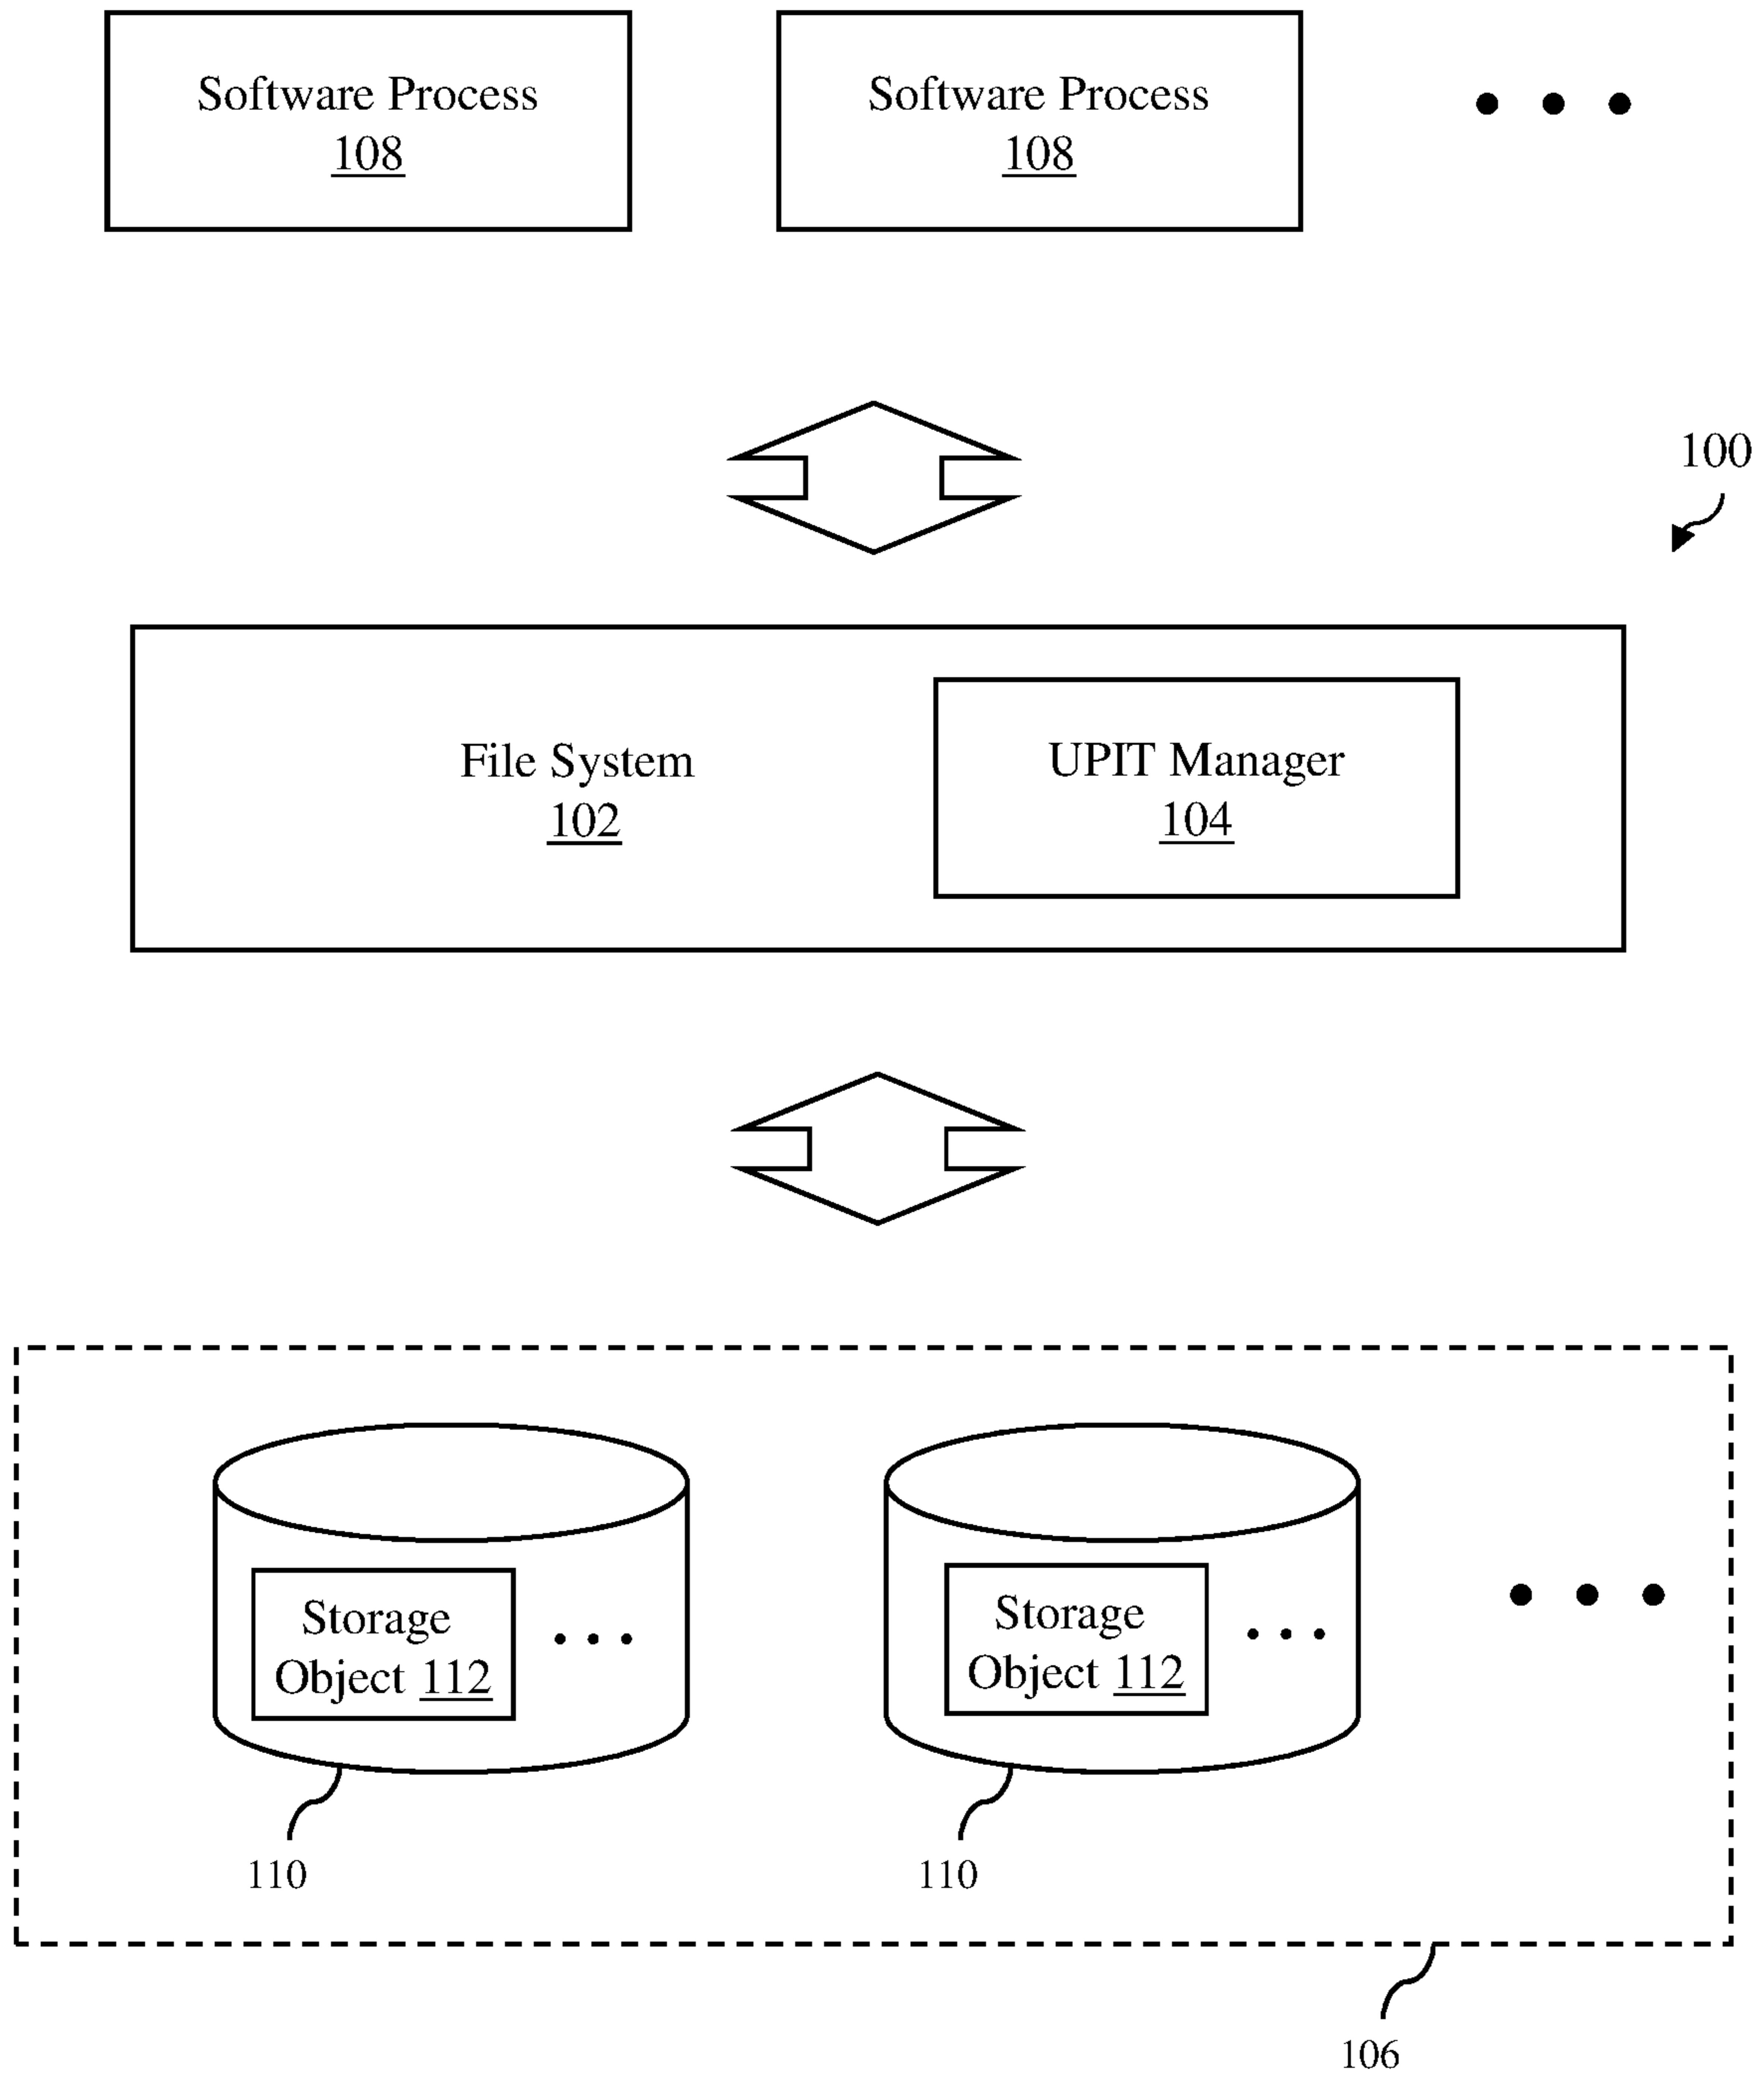 Software Process
108
Software Process
108
100
File System
102
UPIT Manager
104
Storage
Object 112
Storage
Object 112
110
110
106